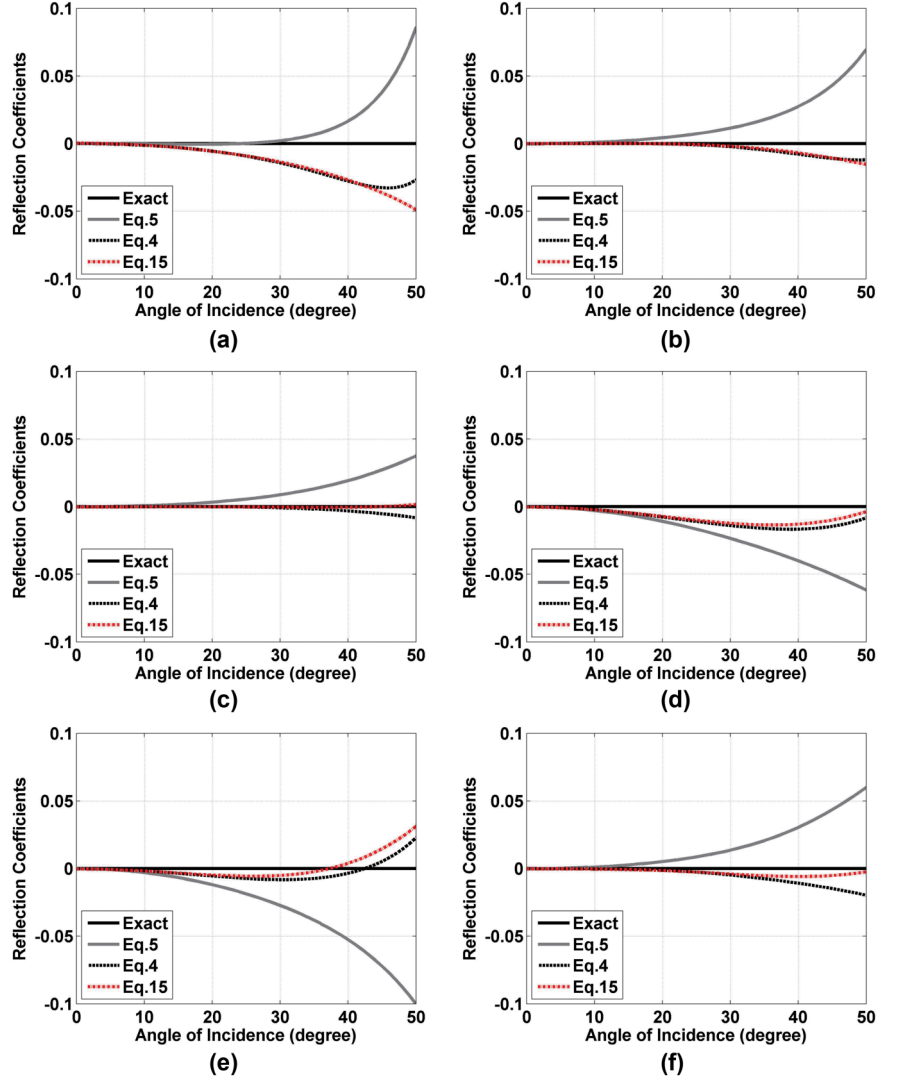 0.1
0.05
0
-0.05
-0.1
Reflection Coefficients
Exact
Eq.5
Eq.4
Eq.15
0 10 20 30 40 50
Angle of Incidence (degree)
(a)
0.1
0.05
0
-0.05
-0.1
Reflection Coefficients
Exact
Eq.5
Eq.4
Eq.15
0 10 20 30 40 50
Angle of Incidence (degree)
(b)
0.1
0.05
0
-0.05
-0.1
Reflection Coefficients
Exact
Eq.5
Eq.4
Eq.15
0 10 20 30 40 50
Angle of Incidence (degree)
(c)
0.1
0.05
0
-0.05
-0.1
Reflection Coefficients
Exact
Eq.5
Eq.4
Eq.15
0 10 20 30 40 50
Angle of Incidence (degree)
(d)
0.1
0.05
0
-0.05
-0.1
Reflection Coefficients
Exact
Eq.5
Eq.4
Eq.15
0 10 20 30 40 50
Angle of Incidence (degree)
(e)
0.1
0.05
0
-0.05
-0.1
Reflection Coefficients
Exact
Eq.5
Eq.4
Eq.15
0 10 20 30 40 50
Angle of Incidence (degree)
(f)